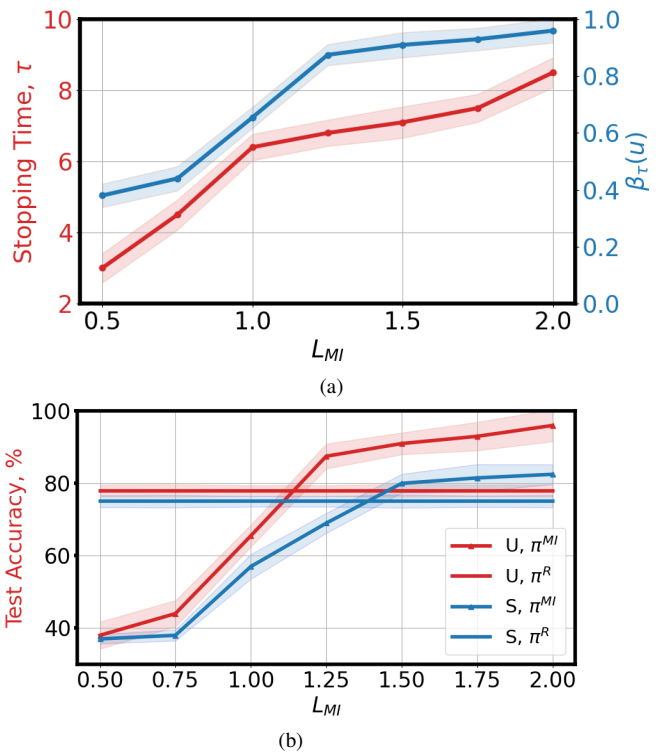 10
8
6
4
2
Stopping Time, τ
1.0
0.8
0.6
0.4
0.2
0.0
β_τ(u)
0.5 1.0 1.5 2.0
L_MI
(a)
100
80
60
40
Test Accuracy, %
U, π^MI
U, π^R
S, π^MI
S, π^R
0.50 0.75 1.00 1.25 1.50 1.75 2.00
L_MI
(b)